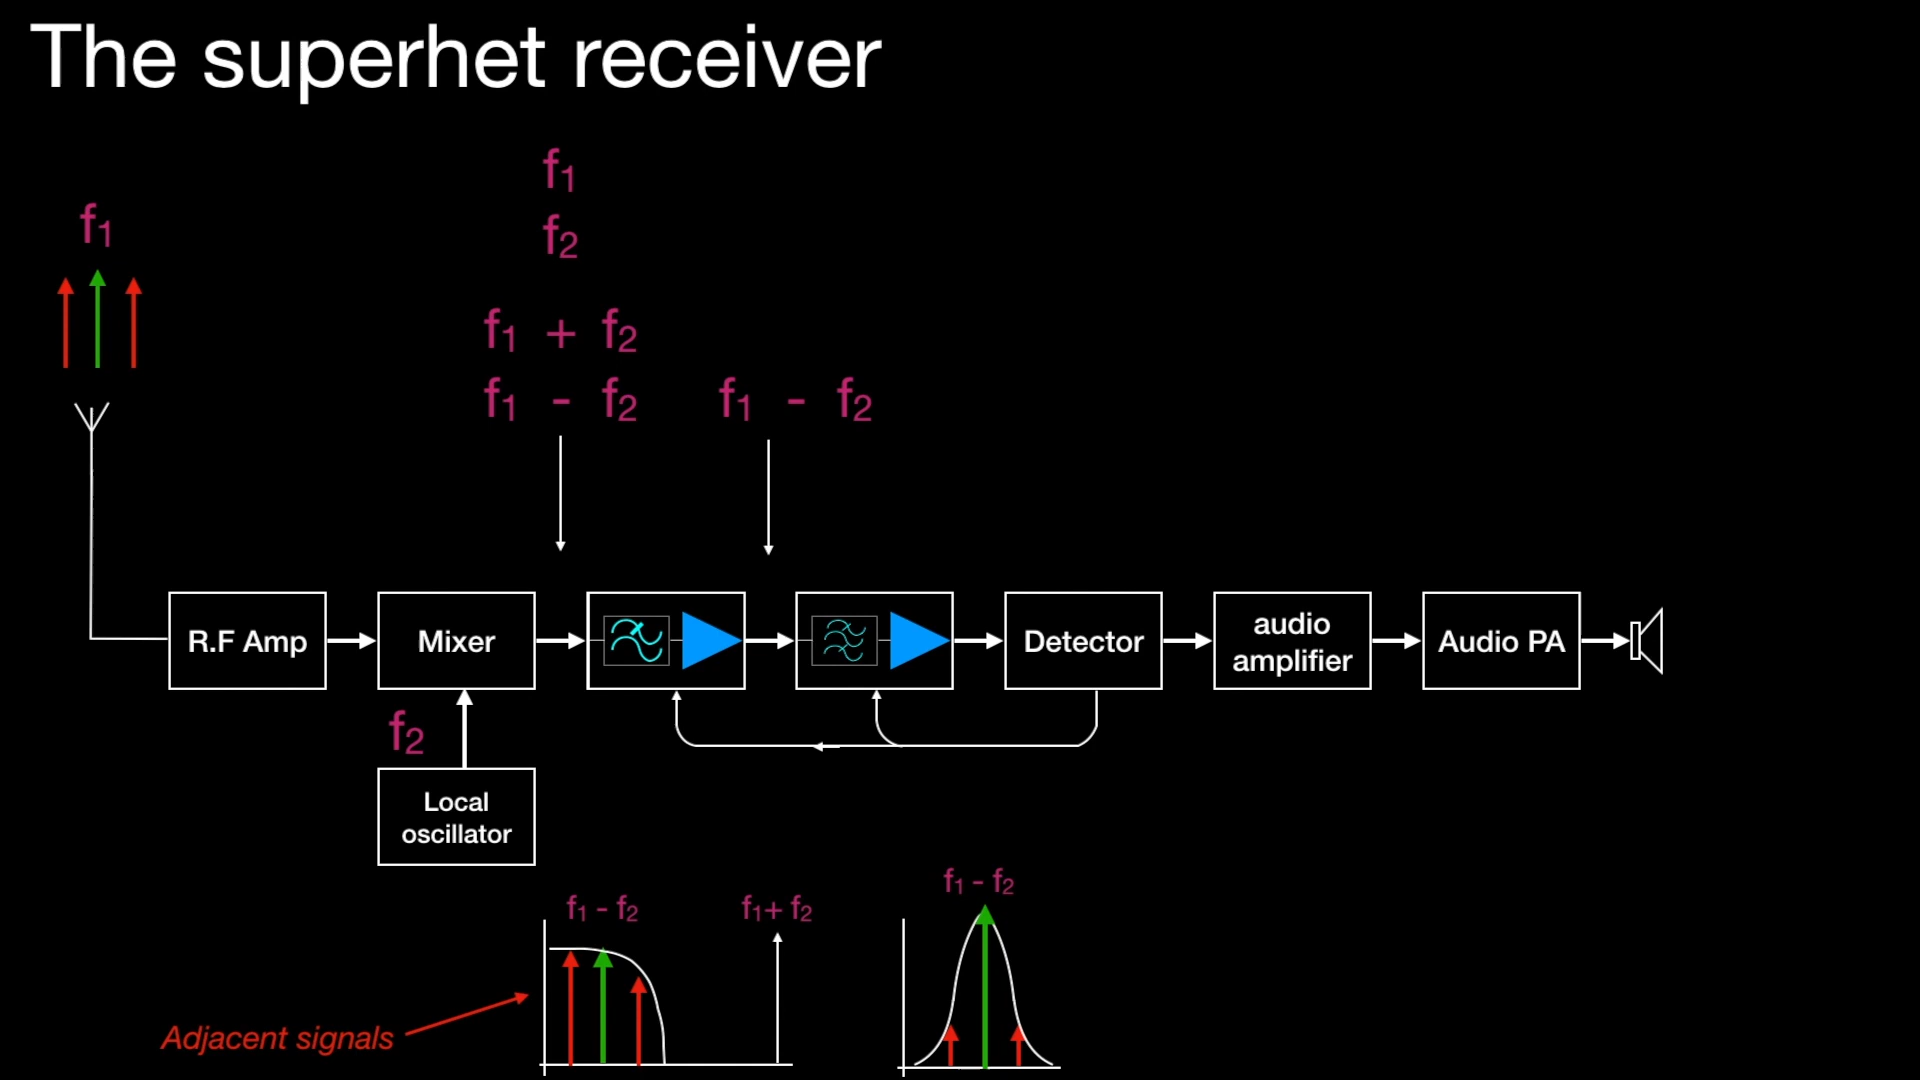 The superhet receiver
f₁
f₁
f₂
f₁ + f₂
f₁ - f₂
f₁ - f₂
R.F Amp
Mixer
Detector
audio
amplifier
Audio PA
f₂
Local
oscillator
f₁ - f₂
f₁+ f₂
f₁ - f₂
Adjacent signals